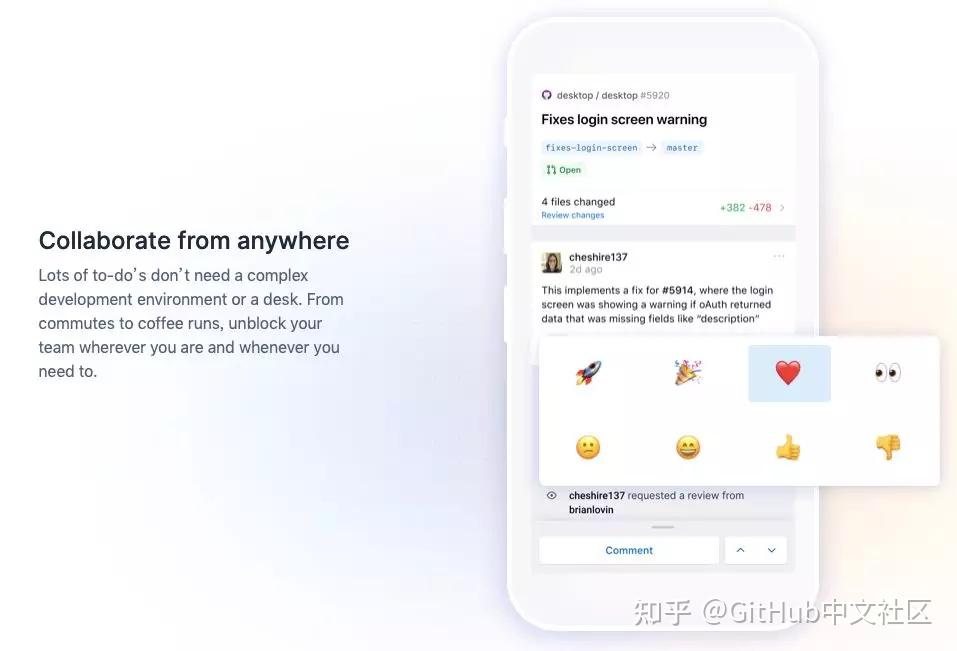 Collaborate from anywhere
Lots of to-do's don't need a complex
development environment or a desk. From
commutes to coffee runs, unblock your
team wherever you are and whenever you
need to.
desktop / desktop #5920
Fixes login screen warning
fixes-login-screen → master
Open
4 files changed
+382 -478
Review changes
cheshire137
2d ago
This implements a fix for #5914, where the login
screen was showing a warning if oAuth returned
data that was missing fields like “description”
cheshire137 requested a review from
brianlovin
Comment
知乎 @GitHub中文社区